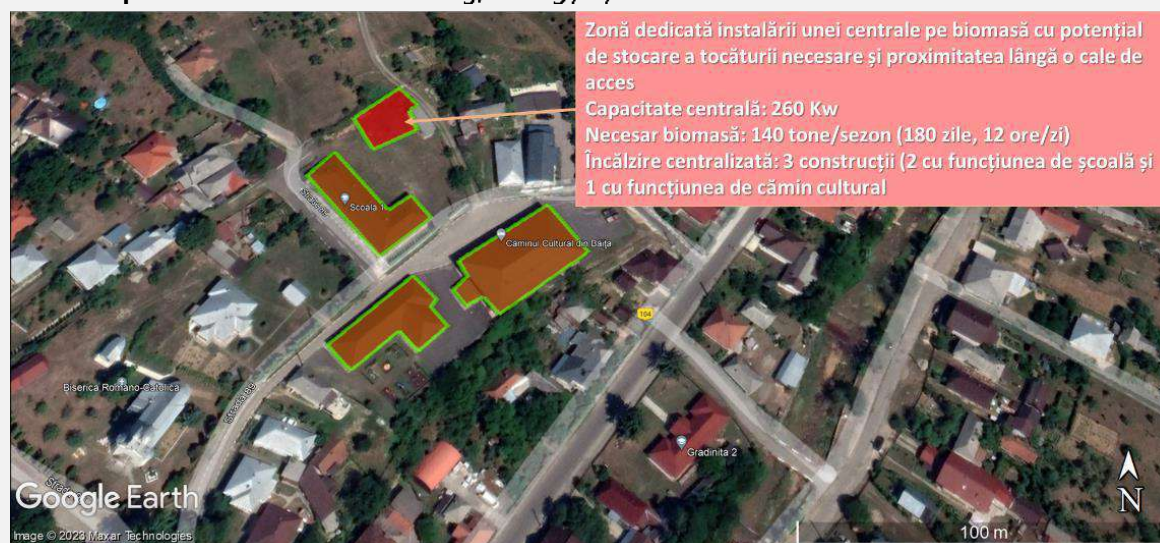 Zonă dedicată instalării unei centrale pe biomasă cu potențial
de stocare a tocăturii necesare și proximitatea lângă o cale de
acces
Capacitate centrală: 260 Kw
Necesar biomasă: 140 tone/sezon (180 zile, 12 ore/zi)
Încălzire centralizată: 3 construcții (2 cu funcțiunea de școală și
1 cu funcțiunea de cămin cultural
Scoala 1
Căminul Cultural din Băița
104
Biserica Romano-Catolica
Gradinita 2
N
Google Earth
Image © 2023 Maxar Technologies
100 m